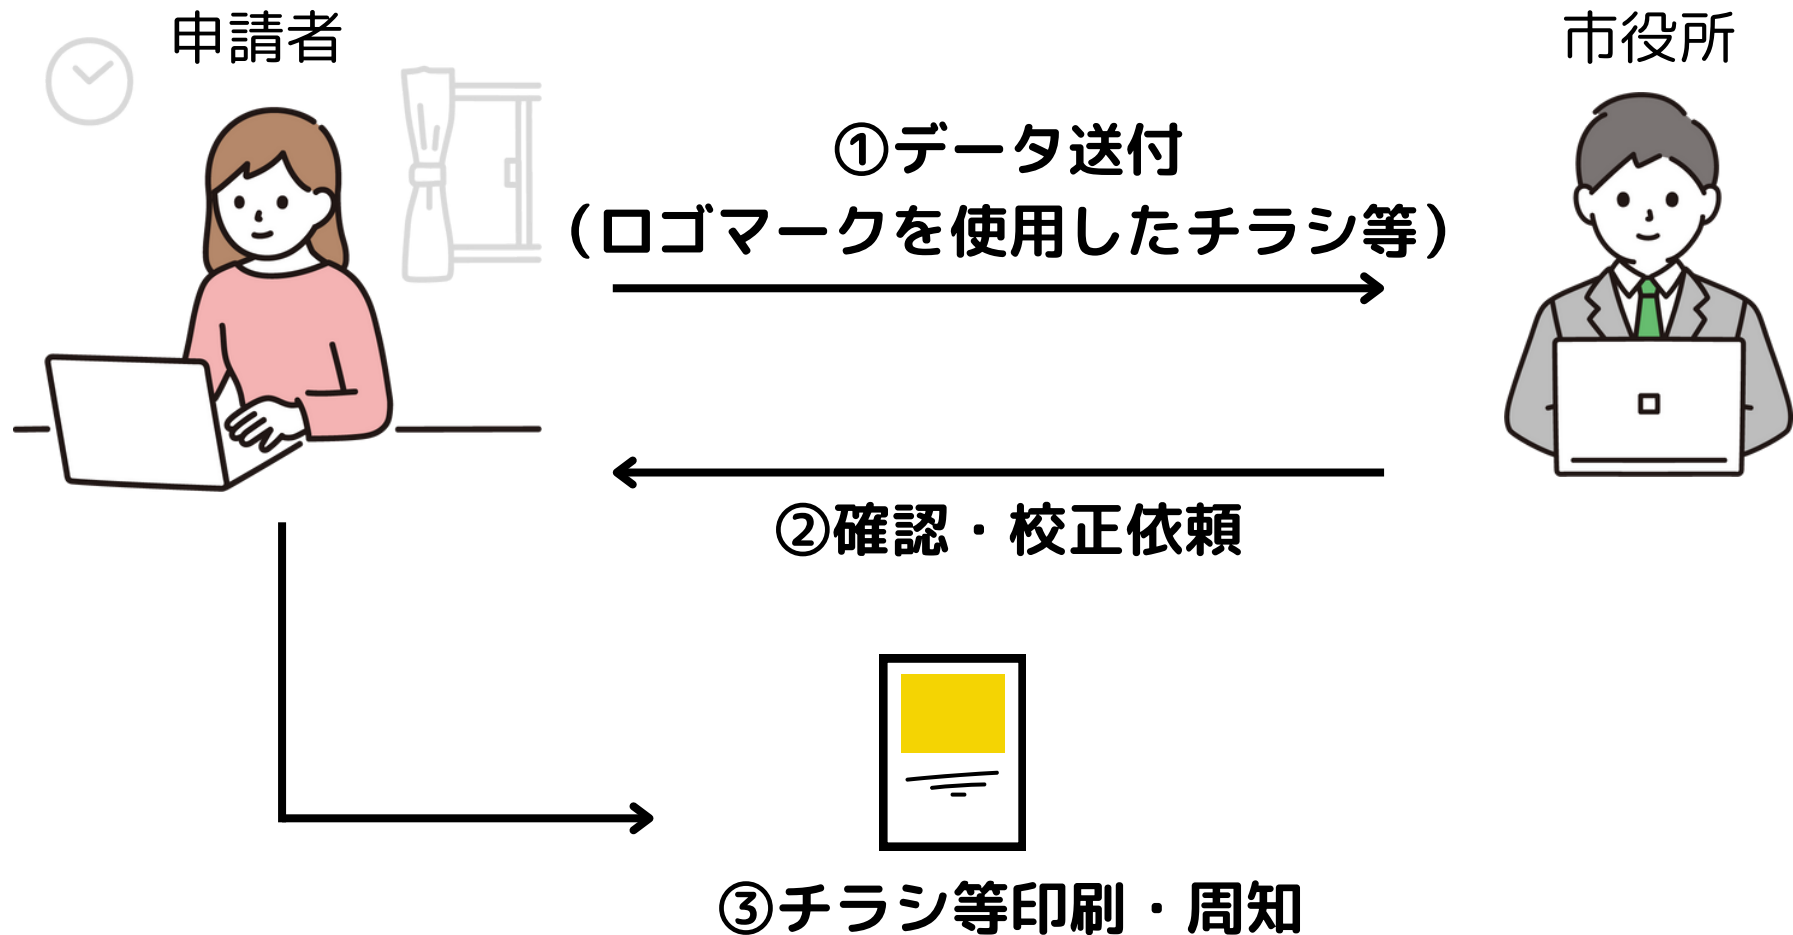 申請者
市役所
①データ送付
(ロゴマークを使用したチラシ等)
②確認・校正依頼
③チラシ等印刷・周知